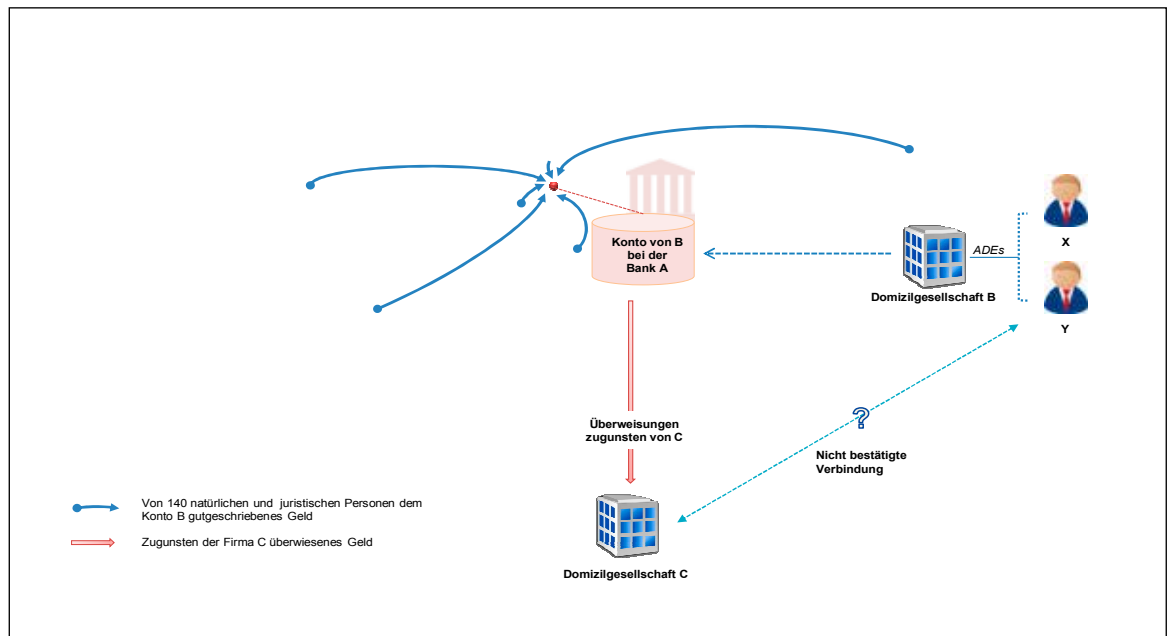 Konto von B
bei der
Bank A
ADEs
X
Domizilgesellschaft B
Y
Überweisungen
zugunsten von C
?
Nicht bestätigte
Verbindung
Von 140 natürlichen und juristischen Personen dem
Konto B gutgeschriebenes Geld
Zugunsten der Firma C überwiesenes Geld
Domizilgesellschaft C